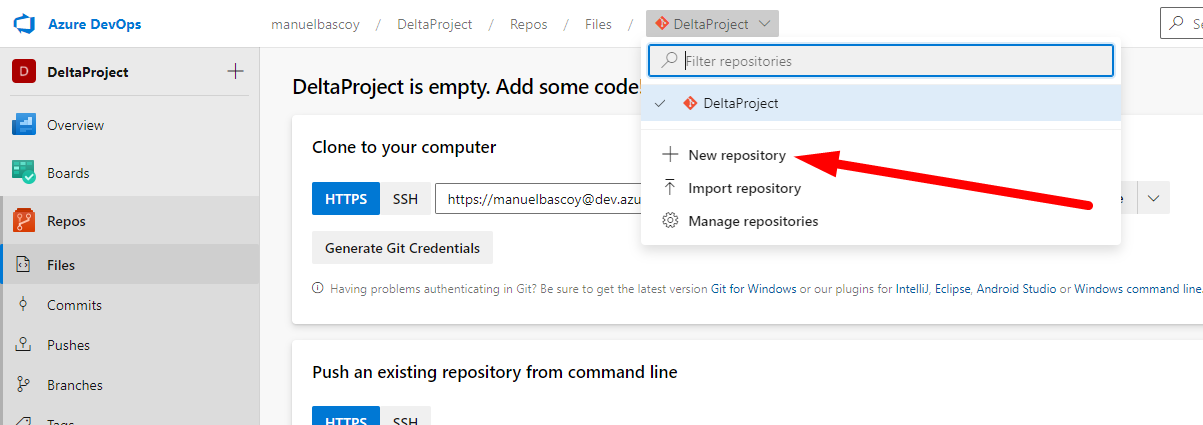 Azure DevOps
manuelbascoy / DeltaProject / Repos / Files / DeltaProject
D DeltaProject
Overview
Boards
Repos
Files
Commits
Pushes
Branches
Tags
Filter repositories
DeltaProject
New repository
Import repository
Manage repositories
DeltaProject is empty. Add some code!
Clone to your computer
HTTPS SSH https://manuelbascoy@dev.azu
Generate Git Credentials
Having problems authenticating in Git? Be sure to get the latest version Git for Windows or our plugins for IntelliJ, Eclipse, Android Studio or Windows command line.
Push an existing repository from command line
HTTPS SSH